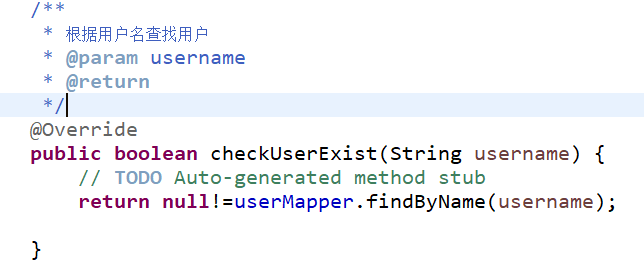 /**
 * 根据用户名查找用户
 * @param username
 * @return
 */
@Override
public boolean checkUserExist(String username) {
    // TODO Auto-generated method stub
    return null!=userMapper.findByName(username);
}